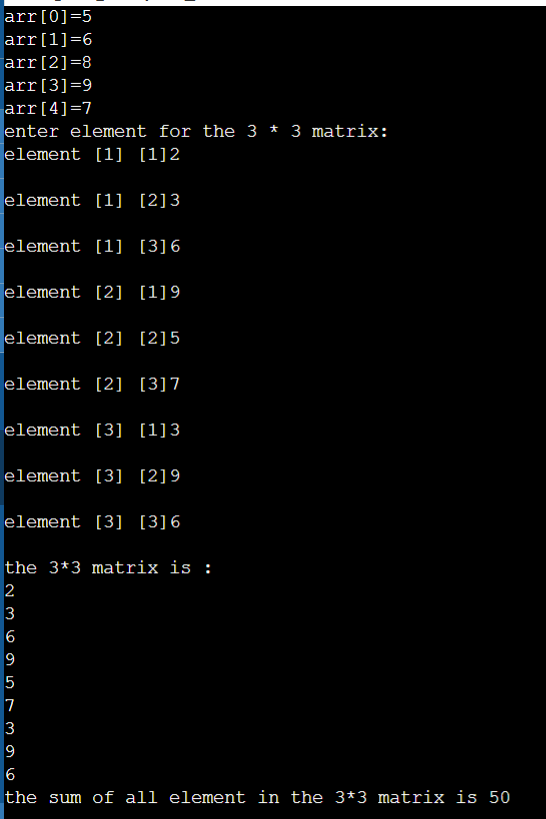 arr[0]=5
arr[1]=6
arr[2]=8
arr[3]=9
arr[4]=7
enter element for the 3 * 3 matrix:
element [1] [1]2
element [1] [2]3
element [1] [3]6
element [2] [1]9
element [2] [2]5
element [2] [3]7
element [3] [1]3
element [3] [2]9
element [3] [3]6
the 3*3 matrix is :
2
3
6
9
5
7
3
9
6
the sum of all element in the 3*3 matrix is 50